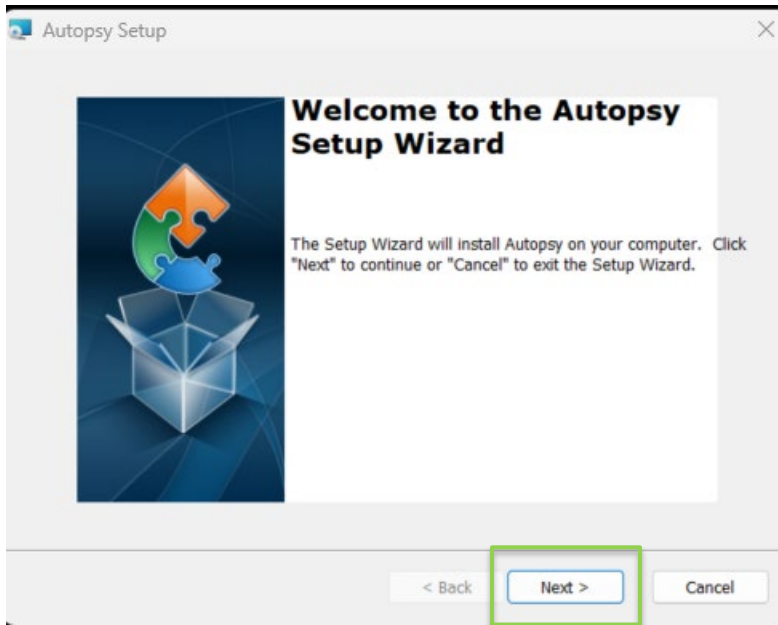 Autopsy Setup
Welcome to the Autopsy
Setup Wizard
The Setup Wizard will install Autopsy on your computer. Click
"Next" to continue or "Cancel" to exit the Setup Wizard.
< Back Next > Cancel